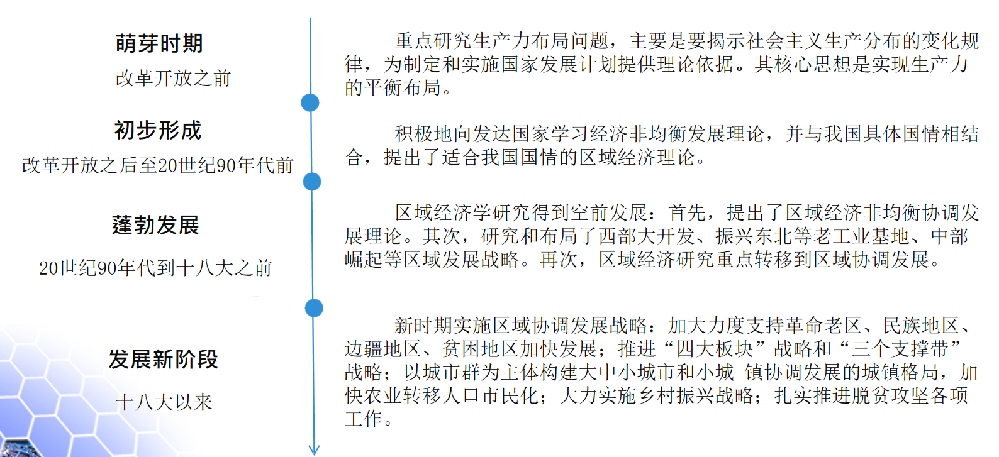 萌芽时期
改革开放之前
重点研究生产力布局问题，主要是要揭示社会主义生产分布的变化规
律，为制定和实施国家发展计划提供理论依据。其核心思想是实现生产力
的平衡布局。
初步形成
改革开放之后至20世纪90年代前
积极地向发达国家学习经济非均衡发展理论，并与我国具体国情相结
合，提出了适合我国国情的区域经济理论。
蓬勃发展
20世纪90年代到十八大之前
区域经济学研究得到空前发展：首先，提出了区域经济非均衡协调发
展理论。其次，研究和布局了西部大开发、振兴东北等老工业基地、中部
崛起等区域发展战略。再次，区域经济研究重点转移到区域协调发展。
发展新阶段
十八大以来
新时期实施区域协调发展战略：加大力度支持革命老区、民族地区、
边疆地区、贫困地区加快发展；推进“四大板块”战略和“三个支撑带”
战略；以城市群为主体构建大中小城市和小城 镇协调发展的城镇格局，加
快农业转移人口市民化；大力实施乡村振兴战略；扎实推进脱贫攻坚各项
工作。